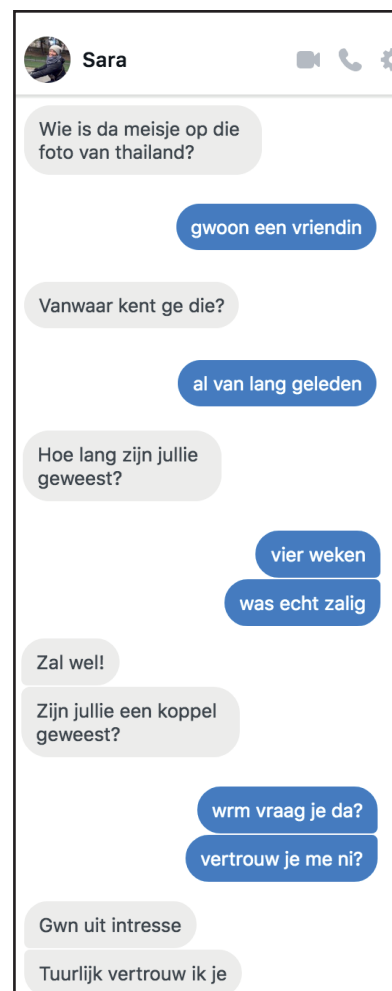 Sara
Wie is da meisje op die
foto van thailand?
gwoon een vriendin
Vanwaar kent ge die?
al van lang geleden
Hoe lang zijn jullie
geweest?
vier weken
was echt zalig
Zal wel!
Zijn jullie een koppel
geweest?
wrm vraag je da?
vertrouw je me ni?
Gwn uit intresse
Tuurlijk vertrouw ik je